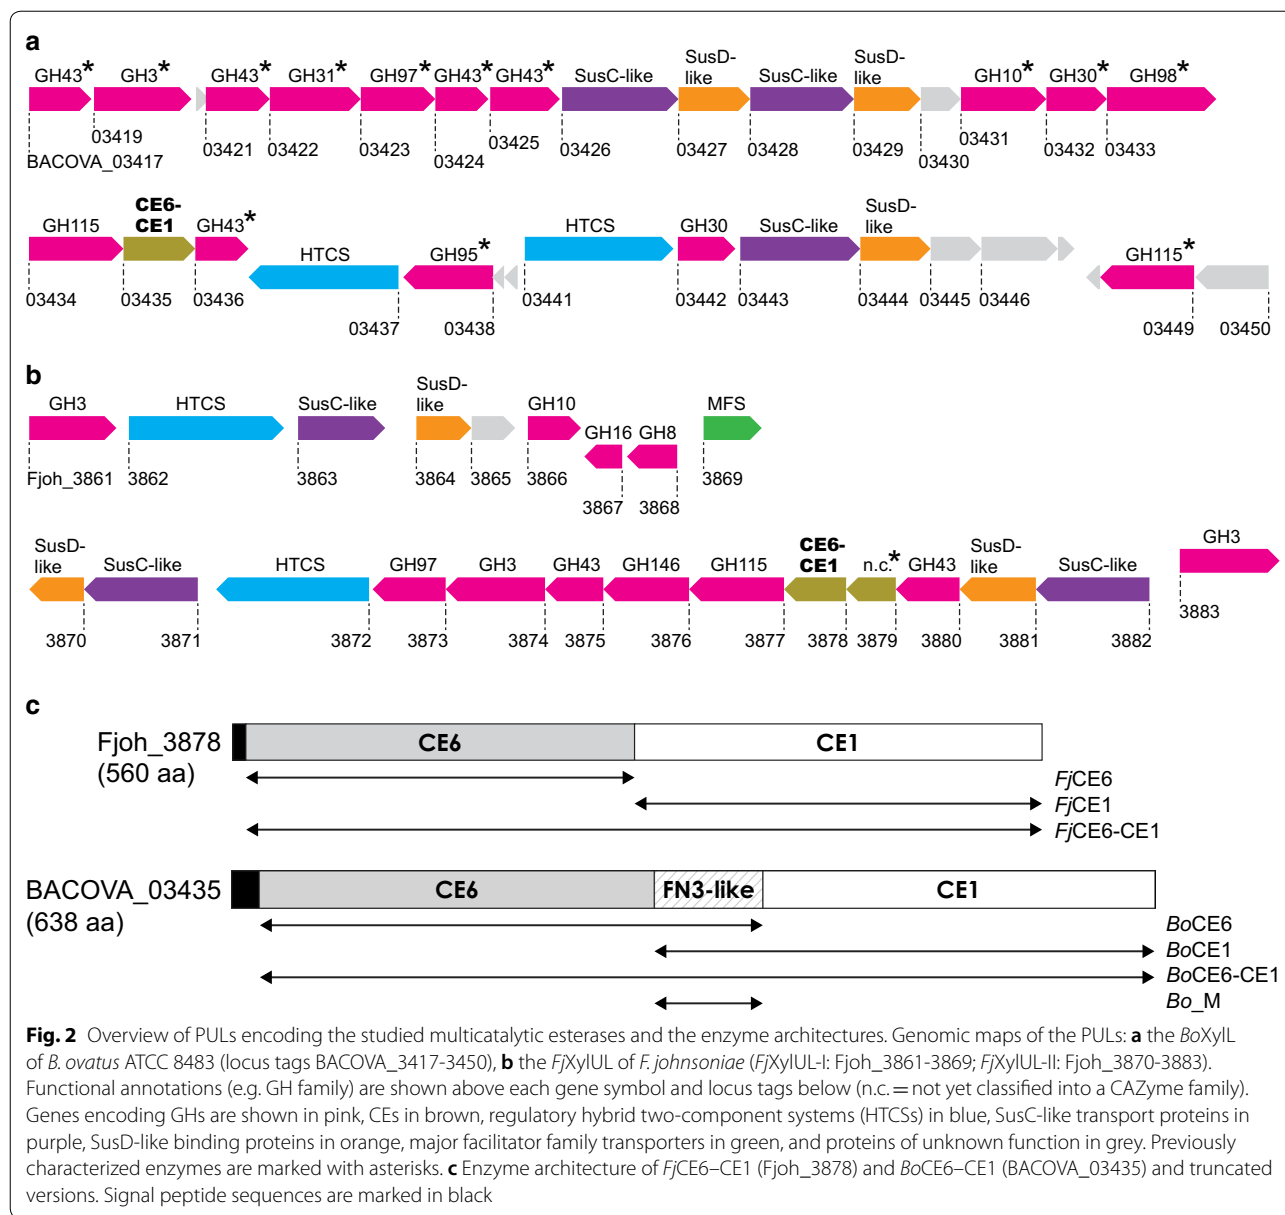 a
GH43* GH3* GH43* GH31* GH97* GH43* GH43* SusC-like SusD-like SusC-like SusD-like GH10* GH30* GH98*
BACOVA_03417 03419 03421 03422 03423 03424 03425 03426 03427 03428 03429 03430 03431 03432 03433
GH115 CE6-CE1 GH43* HTCS GH95* HTCS GH30 SusC-like SusD-like GH115*
03434 03435 03436 03437 03438 03441 03442 03443 03444 03445 03446 03449 03450
b
GH3 HTCS SusC-like SusD-like GH10 GH16 GH8 MFS
Fjoh_3861 3862 3863 3864 3865 3866 3867 3868 3869
SusD-like SusC-like HTCS GH97 GH3 GH43 GH146 GH115 CE6-CE1 n.c.* GH43 SusD-like SusC-like GH3
3870 3871 3872 3873 3874 3875 3876 3877 3878 3879 3880 3881 3882 3883
c
Fjoh_3878 (560 aa) CE6 CE1
FjCE6
FjCE1
FjCE6-CE1
BACOVA_03435 (638 aa) CE6 FN3-like CE1
BoCE6
BoCE1
BoCE6-CE1
Bo_M
Fig. 2 Overview of PULs encoding the studied multicatalytic esterases and the enzyme architectures. Genomic maps of the PULs: a the BoXylL
of B. ovatus ATCC 8483 (locus tags BACOVA_3417-3450), b the FjXylUL of F. johnsoniae (FjXylUL-I: Fjoh_3861-3869; FjXylUL-II: Fjoh_3870-3883).
Functional annotations (e.g. GH family) are shown above each gene symbol and locus tags below (n.c. = not yet classified into a CAZyme family).
Genes encoding GHs are shown in pink, CEs in brown, regulatory hybrid two-component systems (HTCSs) in blue, SusC-like transport proteins in
purple, SusD-like binding proteins in orange, major facilitator family transporters in green, and proteins of unknown function in grey. Previously
characterized enzymes are marked with asterisks. c Enzyme architecture of FjCE6–CE1 (Fjoh_3878) and BoCE6–CE1 (BACOVA_03435) and truncated
versions. Signal peptide sequences are marked in black